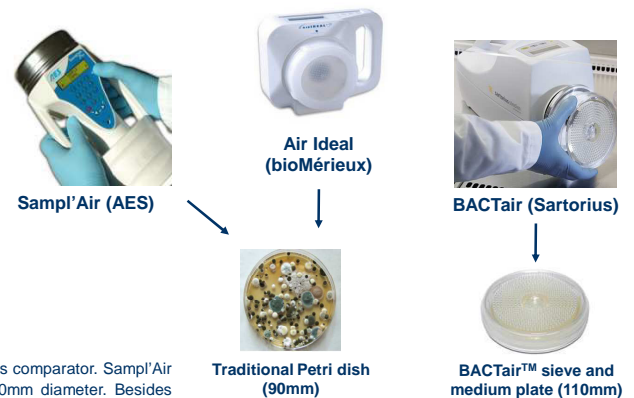 Air Ideal
(bioMérieux)
Sampl'Air (AES)
BACTair (Sartorius)
s comparator. Sampl'Air
0mm diameter. Besides
Traditional Petri dish
(90mm)
BACTair™ sieve and
medium plate (110mm)